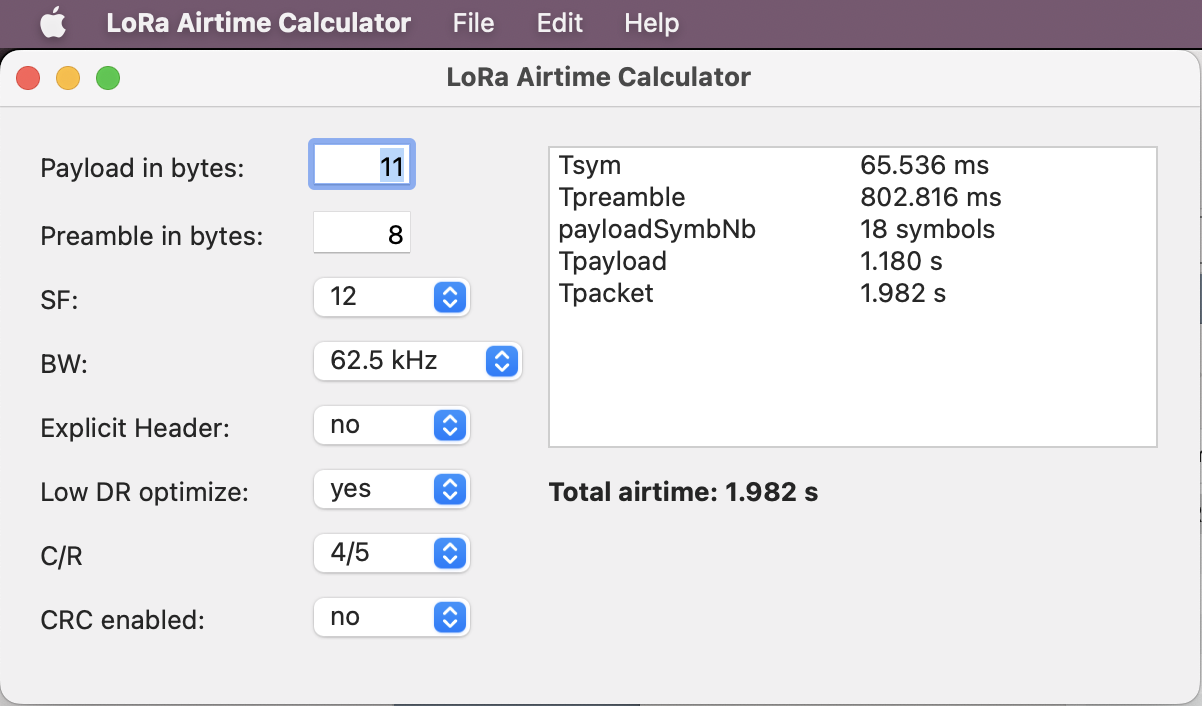 LoRa Airtime Calculator File Edit Help
LoRa Airtime Calculator
Payload in bytes: 11
Preamble in bytes: 8
SF: 12
BW: 62.5 kHz
Explicit Header: no
Low DR optimize: yes
C/R 4/5
CRC enabled: no
Tsym 65.536 ms
Tpreamble 802.816 ms
payloadSymbNb 18 symbols
Tpayload 1.180 s
Tpacket 1.982 s
Total airtime: 1.982 s